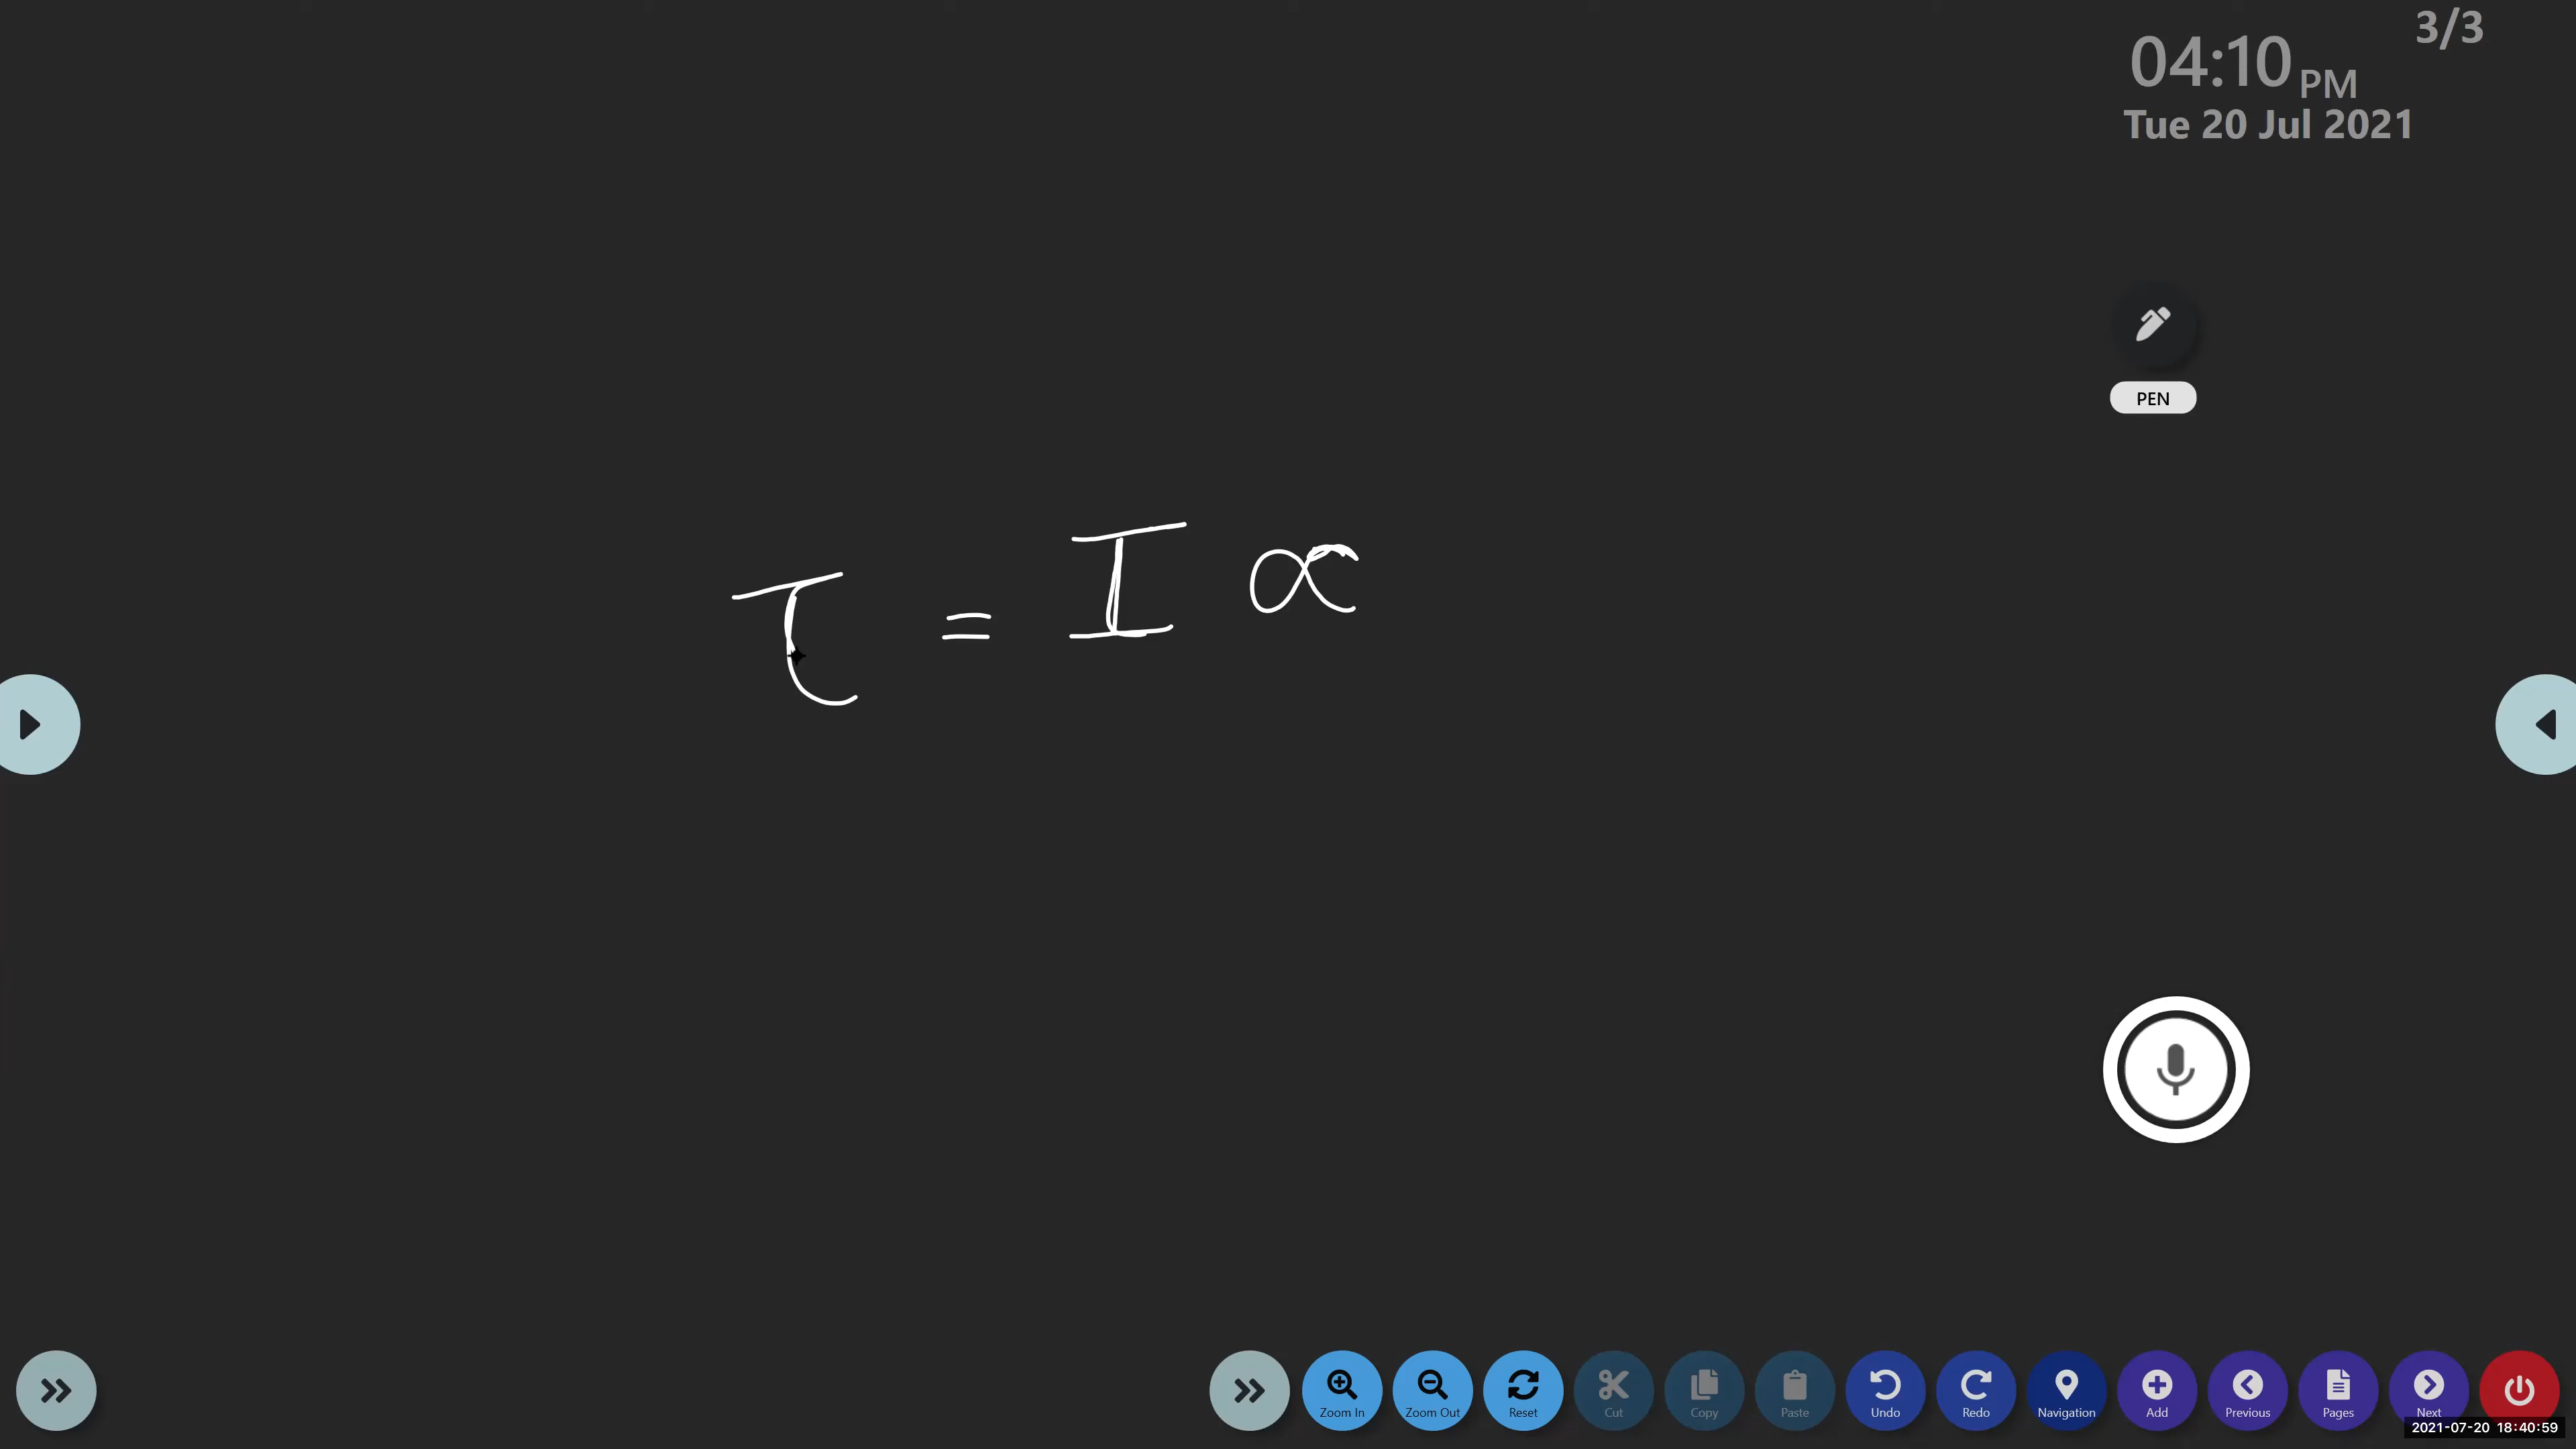 3/3
04:10 PM
Tue 20 Jul 2021
PEN
τ = I α
Zoom In
Zoom Out
Reset
Cut
Copy
Paste
Undo
Redo
Navigation
Add
Previous
Pages
Next
2021-07-20 18:40:59